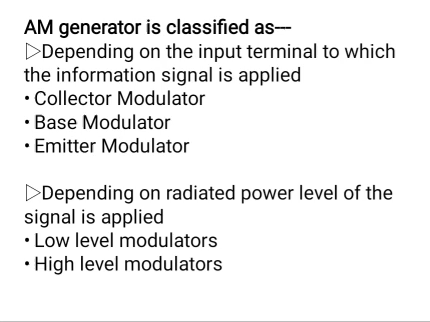 AM generator is classified as---
▷Depending on the input terminal to which
the information signal is applied
• Collector Modulator
• Base Modulator
• Emitter Modulator
▷Depending on radiated power level of the
signal is applied
• Low level modulators
• High level modulators